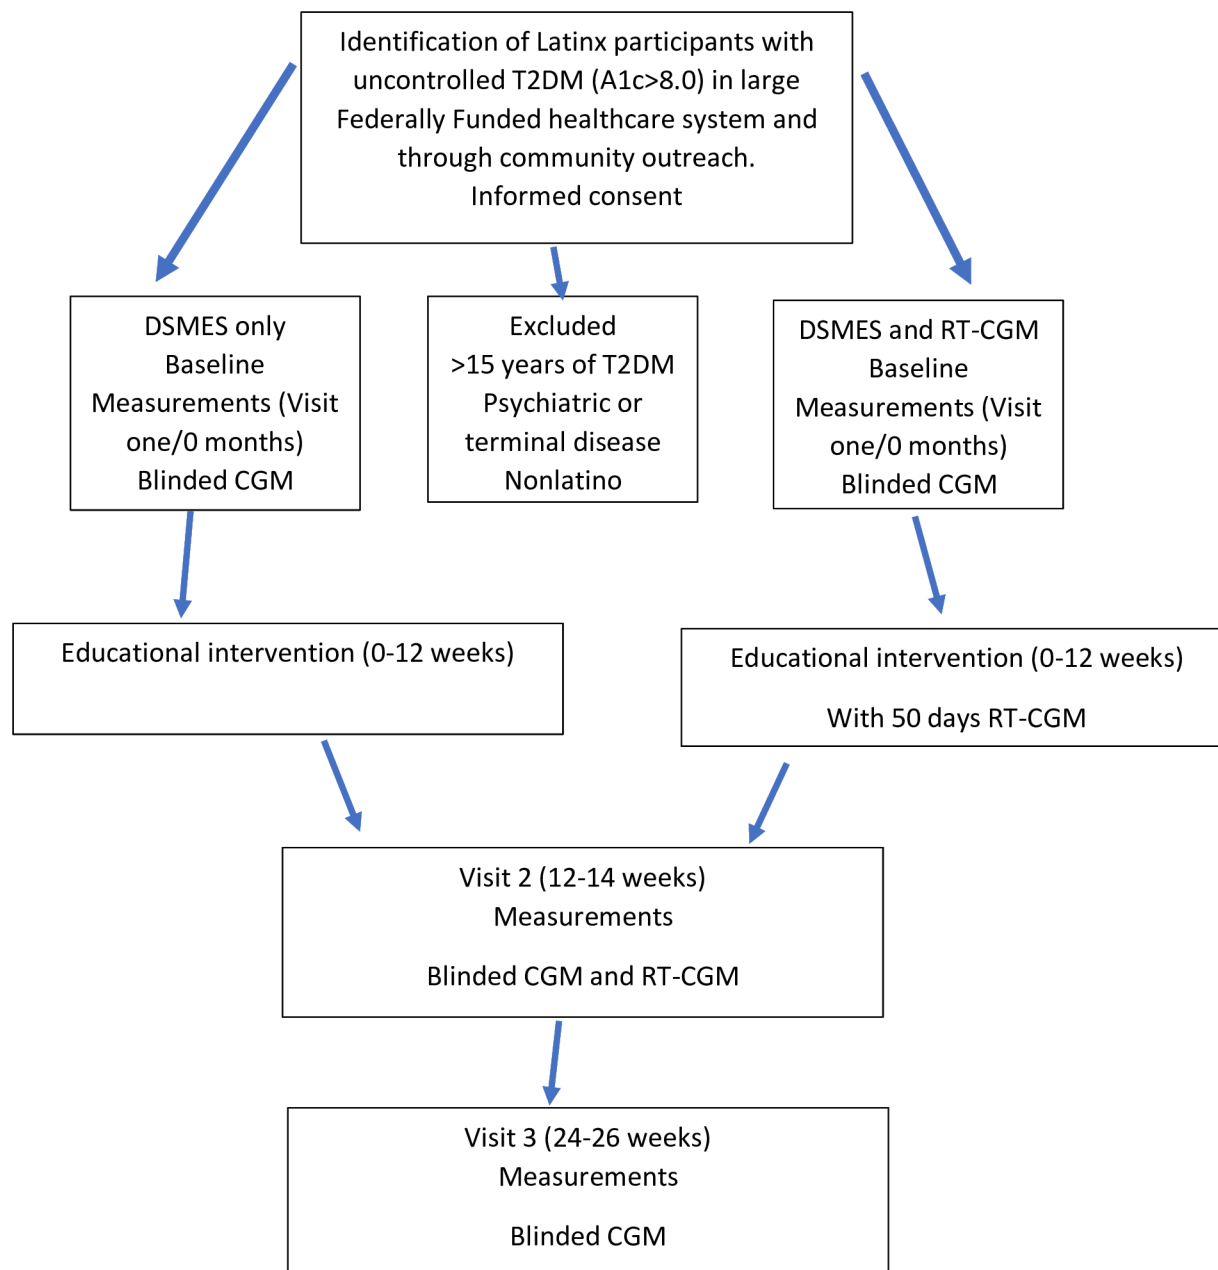 Identification of Latinx participants with
uncontrolled T2DM (A1c>8.0) in large
Federally Funded healthcare system and
through community outreach.
Informed consent
DSMES only
Baseline
Measurements (Visit
one/0 months)
Blinded CGM
Excluded
>15 years of T2DM
Psychiatric or
terminal disease
Nonlatino
DSMES and RT-CGM
Baseline
Measurements (Visit
one/0 months)
Blinded CGM
Educational intervention (0-12 weeks)
Educational intervention (0-12 weeks)
With 50 days RT-CGM
Visit 2 (12-14 weeks)
Measurements
Blinded CGM and RT-CGM
Visit 3 (24-26 weeks)
Measurements
Blinded CGM